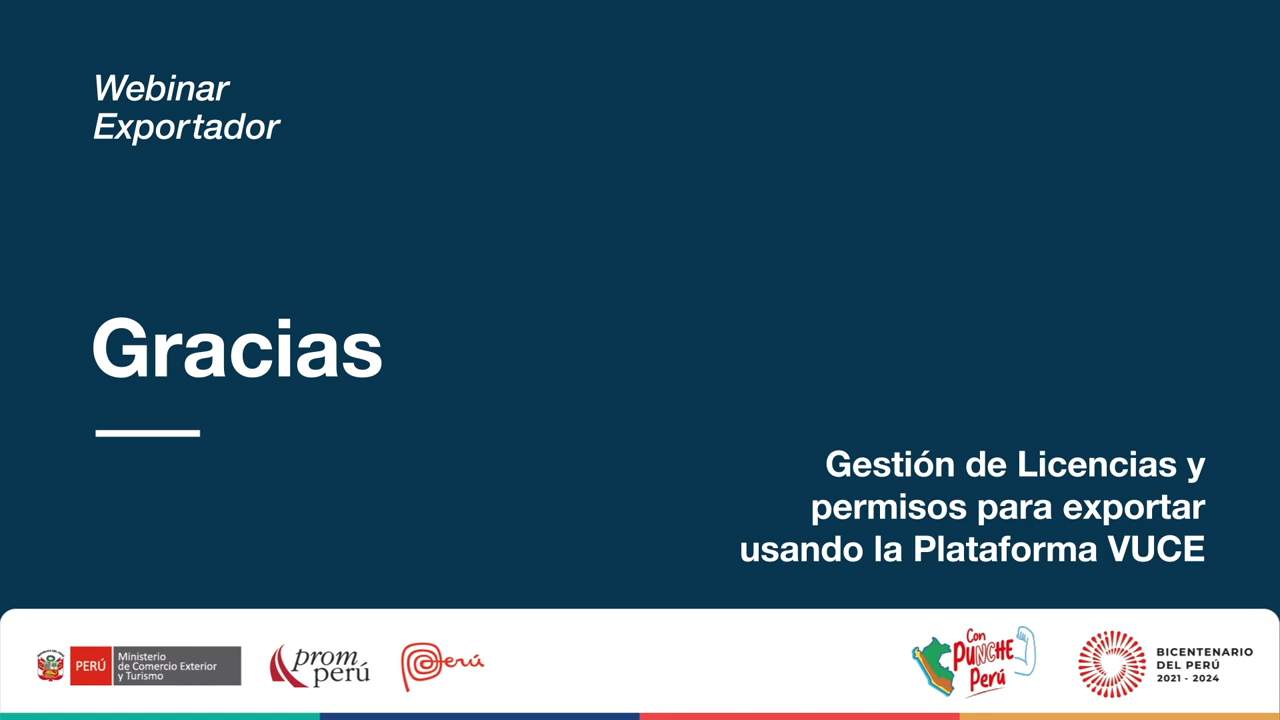 Webinar
Exportador
Gracias
Gestión de Licencias y
permisos para exportar
usando la Plataforma VUCE
PERÚ
Ministerio
de Comercio Exterior
y Turismo
prom
perú
Perú
Con
PUNCHE
Perú
BICENTENARIO
DEL PERÚ
2021 - 2024